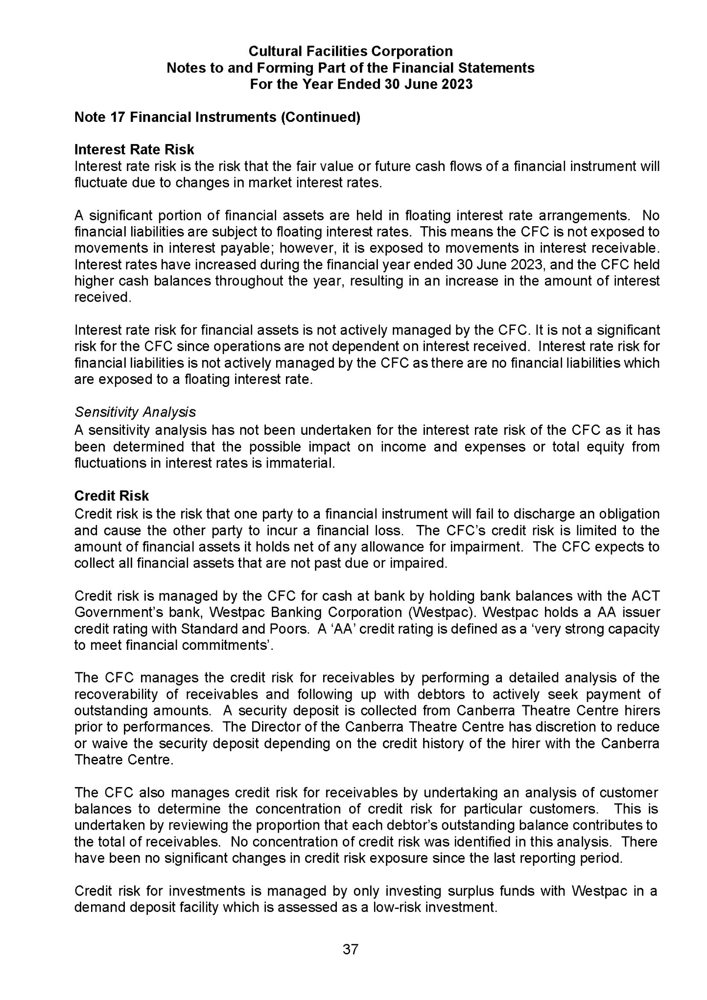 Cultural Facilities Corporation
Notes to and Forming Part of the Financial Statements
For the Year Ended 30 June 2023
Note 17 Financial Instruments (Continued)
Interest Rate Risk
Interest rate risk is the risk that the fair value or future cash flows of a financial instrument will
fluctuate due to changes in market interest rates.
A significant portion of financial assets are held in floating interest rate arrangements.  No
financial liabilities are subject to floating interest rates.  This means the CFC is not exposed to
movements in interest payable; however, it is exposed to movements in interest receivable.
Interest rates have increased during the financial year ended 30 June 2023, and the CFC held
higher cash balances throughout the year, resulting in an increase in the amount of interest
received.
Interest rate risk for financial assets is not actively managed by the CFC. It is not a significant
risk for the CFC since operations are not dependent on interest received.  Interest rate risk for
financial liabilities is not actively managed by the CFC as there are no financial liabilities which
are exposed to a floating interest rate.
Sensitivity Analysis
A sensitivity analysis has not been undertaken for the interest rate risk of the CFC as it has
been determined that the possible impact on income and expenses or total equity from
fluctuations in interest rates is immaterial.
Credit Risk
Credit risk is the risk that one party to a financial instrument will fail to discharge an obligation
and cause the other party to incur a financial loss.  The CFC’s credit risk is limited to the
amount of financial assets it holds net of any allowance for impairment.  The CFC expects to
collect all financial assets that are not past due or impaired.
Credit risk is managed by the CFC for cash at bank by holding bank balances with the ACT
Government’s bank, Westpac Banking Corporation (Westpac). Westpac holds a AA issuer
credit rating with Standard and Poors.  A ‘AA’ credit rating is defined as a ‘very strong capacity
to meet financial commitments’.
The CFC manages the credit risk for receivables by performing a detailed analysis of the
recoverability of receivables and following up with debtors to actively seek payment of
outstanding amounts.  A security deposit is collected from Canberra Theatre Centre hirers
prior to performances.  The Director of the Canberra Theatre Centre has discretion to reduce
or waive the security deposit depending on the credit history of the hirer with the Canberra
Theatre Centre.
The CFC also manages credit risk for receivables by undertaking an analysis of customer
balances to determine the concentration of credit risk for particular customers.  This is
undertaken by reviewing the proportion that each debtor’s outstanding balance contributes to
the total of receivables.  No concentration of credit risk was identified in this analysis.  There
have been no significant changes in credit risk exposure since the last reporting period.
Credit risk for investments is managed by only investing surplus funds with Westpac in a
demand deposit facility which is assessed as a low-risk investment.
37